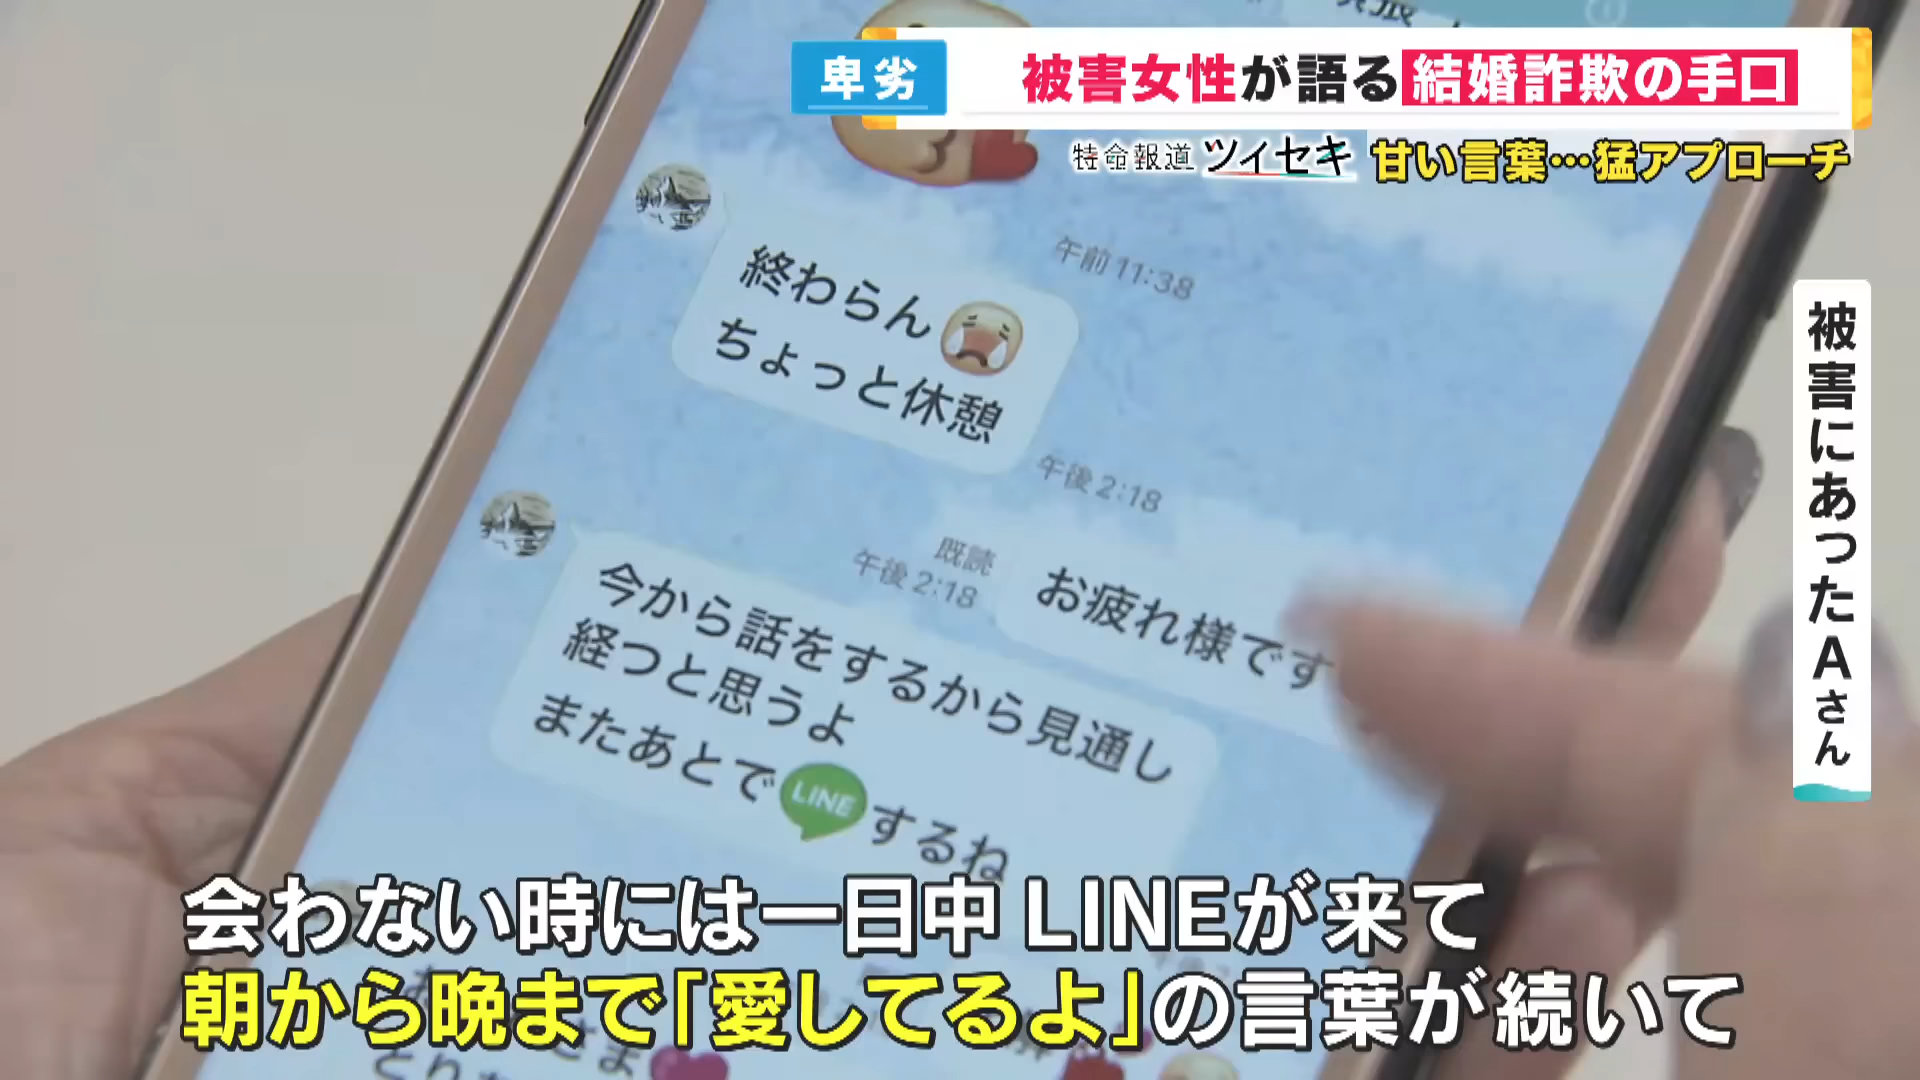 卑劣
被害女性が語る結婚詐欺の手口
特命報道 ツイセキ 甘い言葉…猛アプローチ
午前 11:38
終わらん
ちょっと休憩
午後 2:18
既読
午後 2:18
お疲れ様です
今から話をするから見通し
経つと思うよ
またあとでLINEするね
被害にあったAさん
会わない時には一日中 LINEが来て
朝から晩まで「愛してるよ」の言葉が続いて